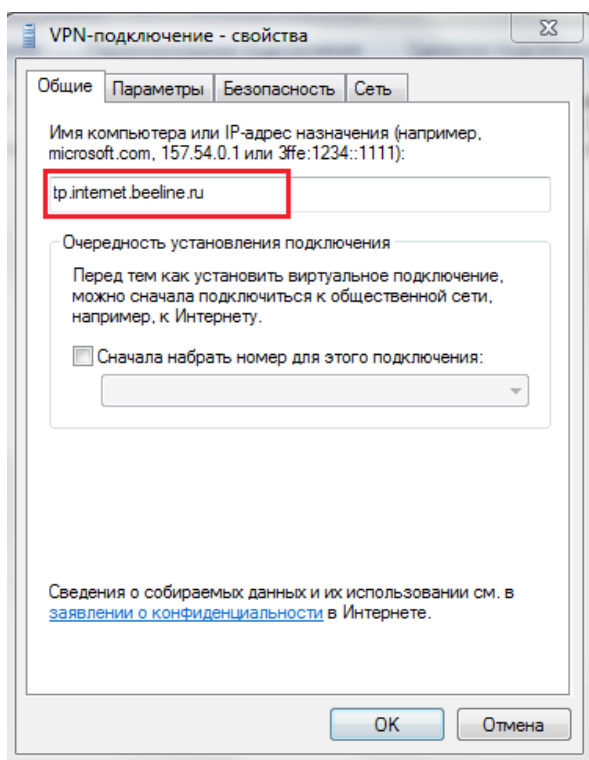 VPN-подключение - свойства
Общие Параметры Безопасность Сеть
Имя компьютера или IP-адрес назначения (например,
microsoft.com, 157.54.0.1 или 3ffe:1234::1111):
tp.internet.beeline.ru
Очередность установления подключения
Перед тем как установить виртуальное подключение,
можно сначала подключиться к общественной сети,
например, к Интернету.
Сначала набрать номер для этого подключения:
Сведения о собираемых данных и их использовании см. в
заявлении о конфиденциальности в Интернете.
OK Отмена